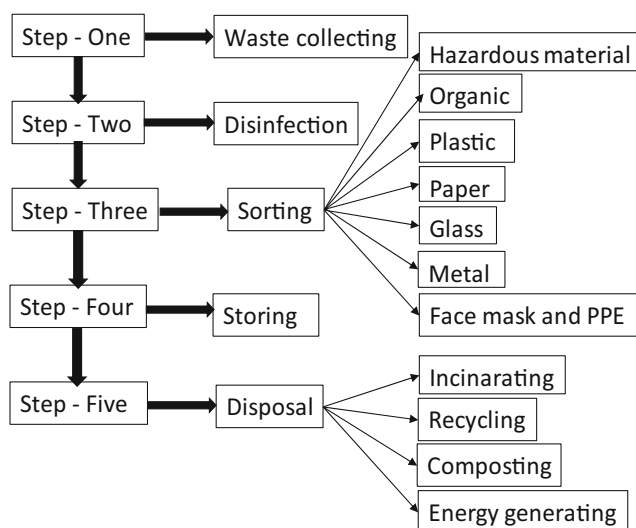 Step - One
Waste collecting
Hazardous material
Organic
Step - Two
Disinfection
Plastic
Paper
Step - Three
Sorting
Glass
Metal
Step - Four
Storing
Face mask and PPE
Incinarating
Step - Five
Disposal
Recycling
Composting
Energy generating